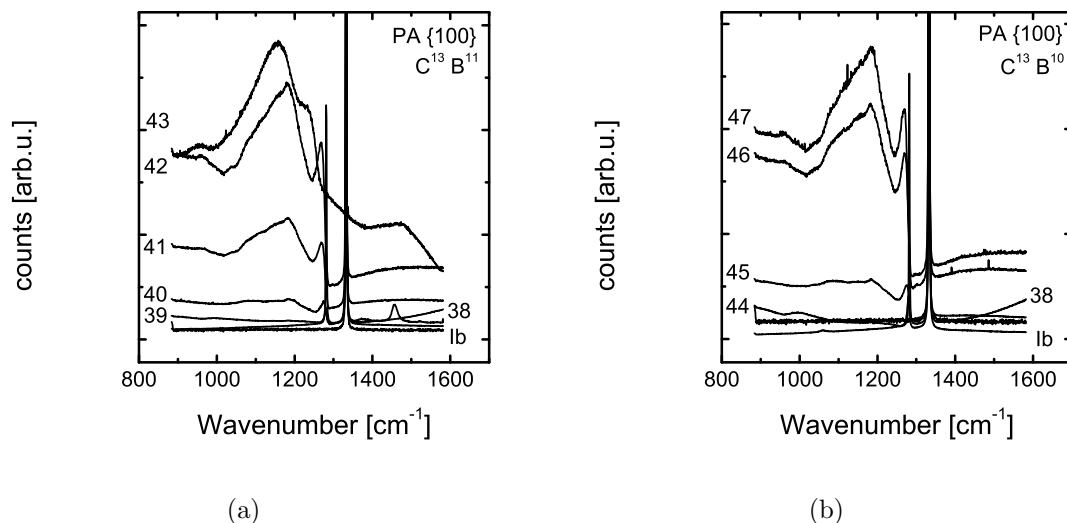 PA {100}
C¹³ B¹¹
43
42
41
40
39
38
Ib
counts [arb.u.]
800 1000 1200 1400 1600
Wavenumber [cm⁻¹]
(a)
PA {100}
C¹³ B¹⁰
47
46
45
44
38
Ib
counts [arb.u.]
800 1000 1200 1400 1600
Wavenumber [cm⁻¹]
(b)